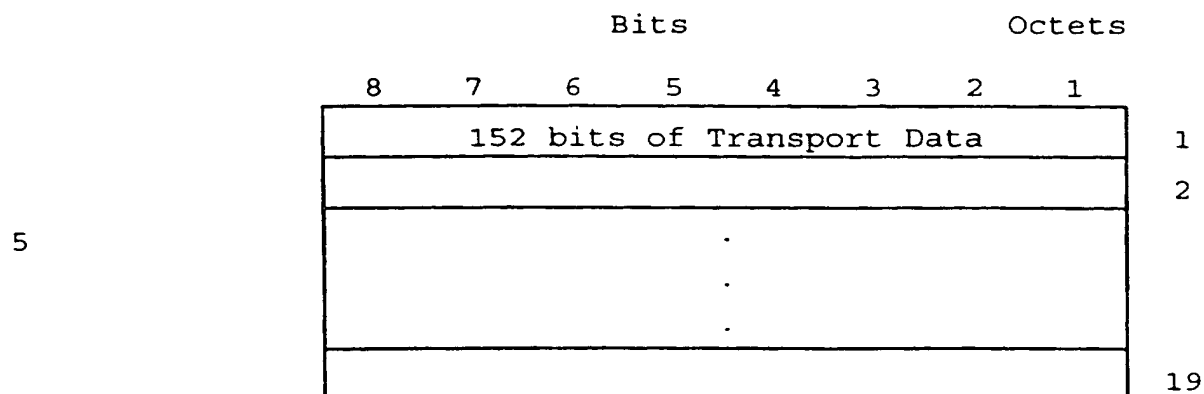 Bits Octets
8 7 6 5 4 3 2 1
152 bits of Transport Data 1
2
5
19